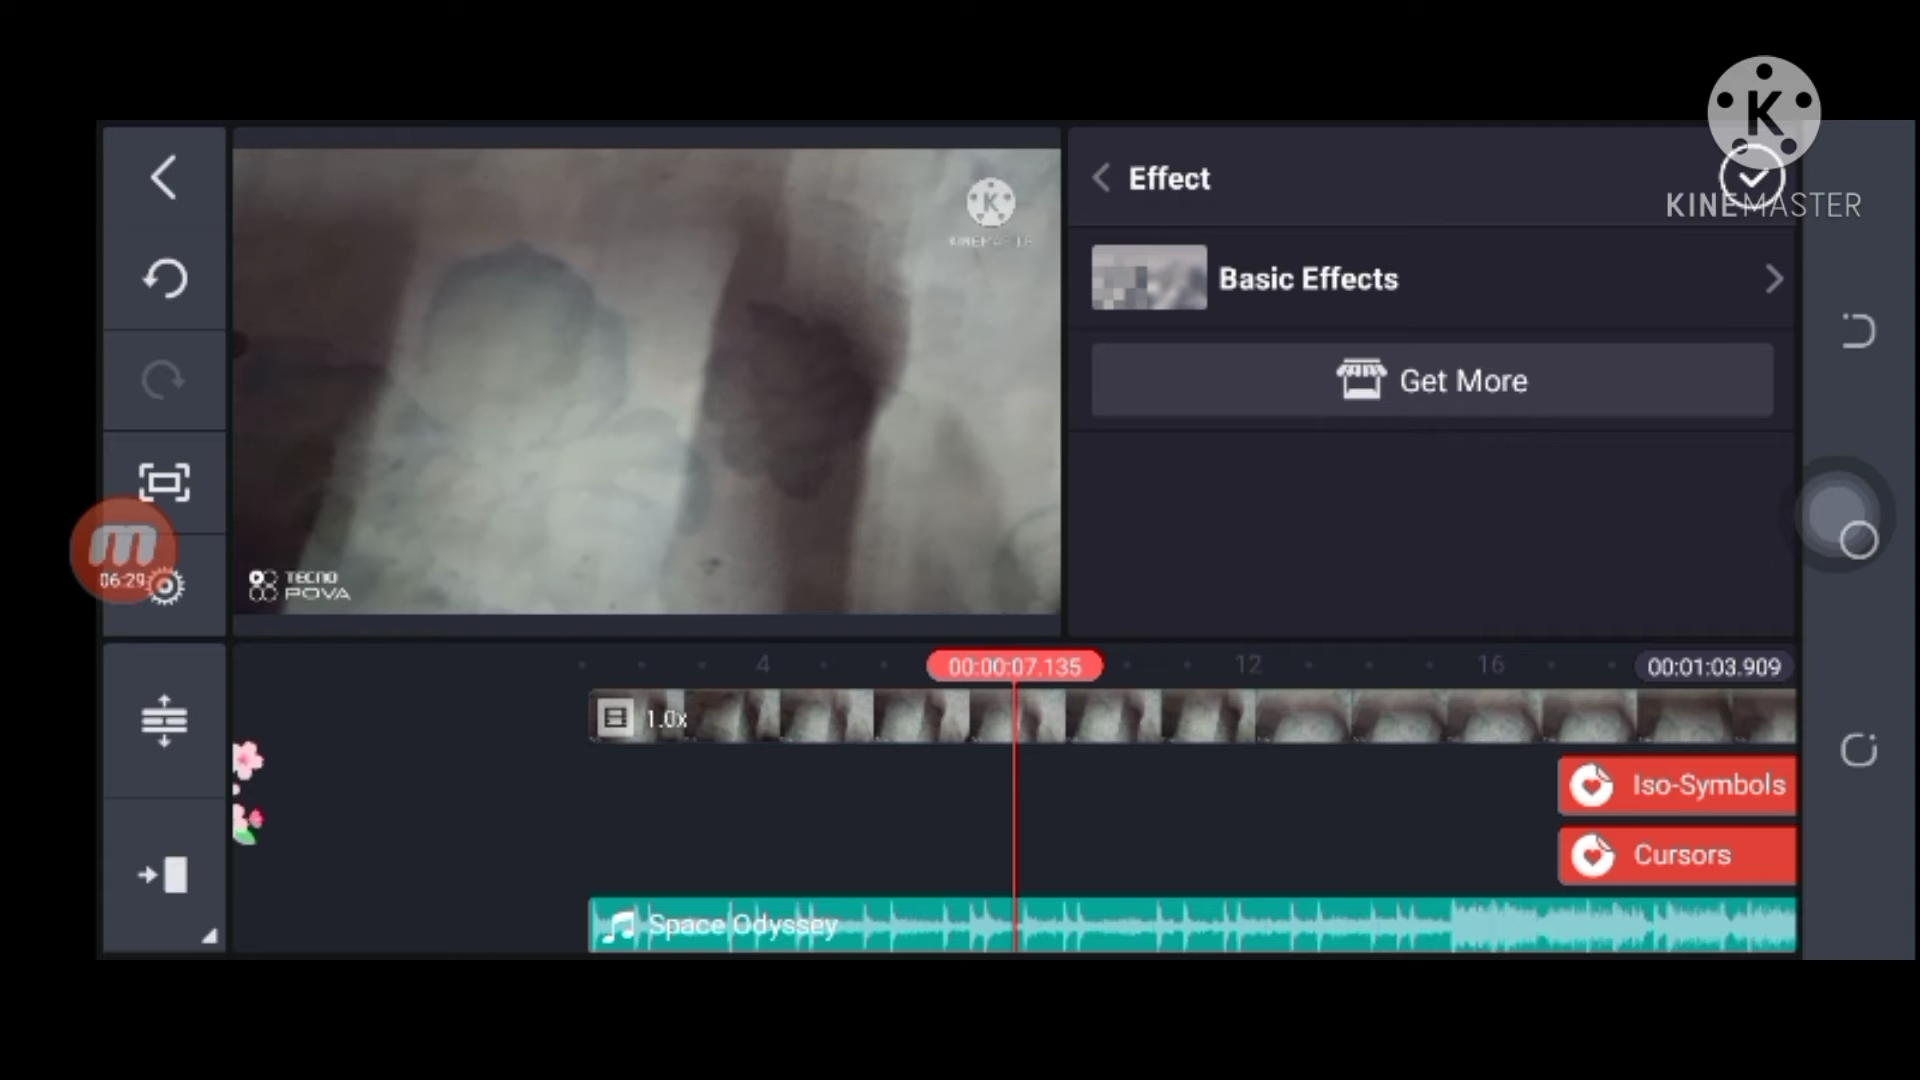 K
KINEMASTER
Effect
K
KINEMASTER
Basic Effects
Get More
m
06:29
TECNO
POVA
4
00:00:07.135
12
16
00:01:03.909
1.0x
Iso-Symbols
Cursors
Space Odyssey